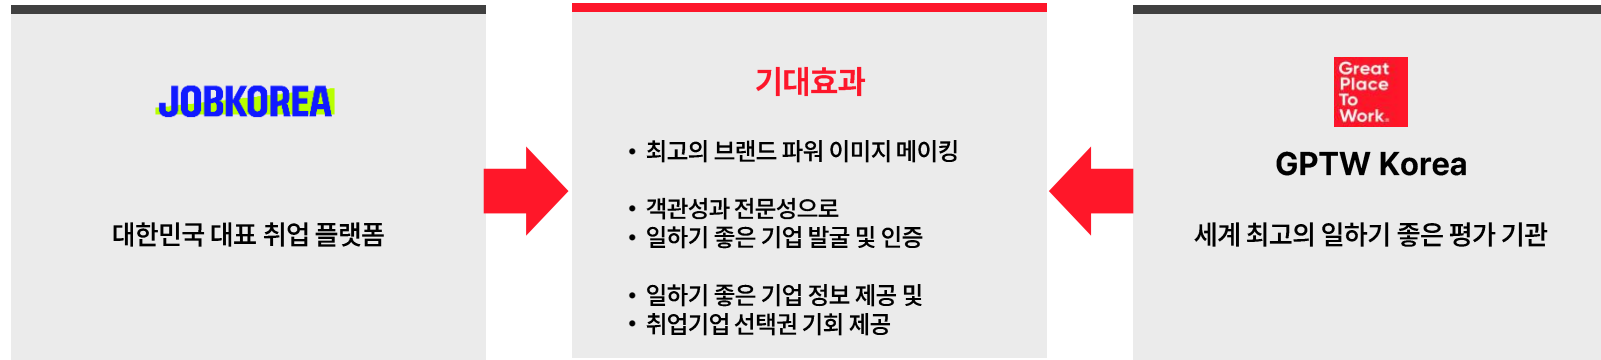 JOBKOREA
대한민국 대표 취업 플랫폼
기대효과
• 최고의 브랜드 파워 이미지 메이킹
• 객관성과 전문성으로
• 일하기 좋은 기업 발굴 및 인증
• 일하기 좋은 기업 정보 제공 및
• 취업기업 선택권 기회 제공
Great
Place
To
Work®
GPTW Korea
세계 최고의 일하기 좋은 평가 기관